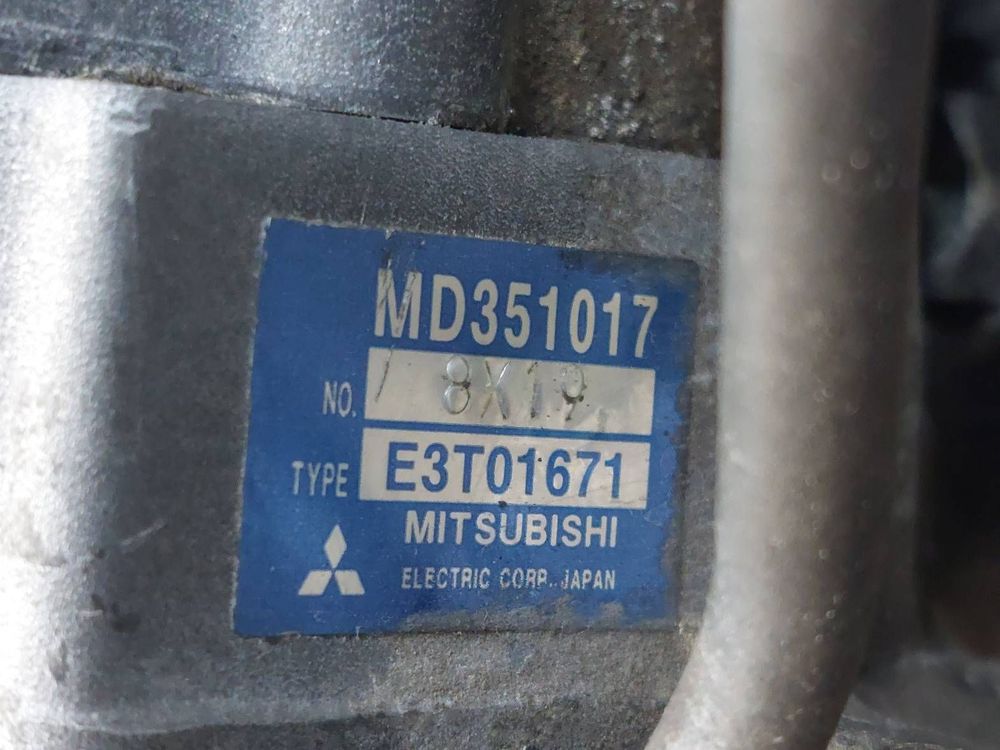 MD351017
NO. 8X19
TYPE E3T01671
MITSUBISHI
ELECTRIC CORP. JAPAN